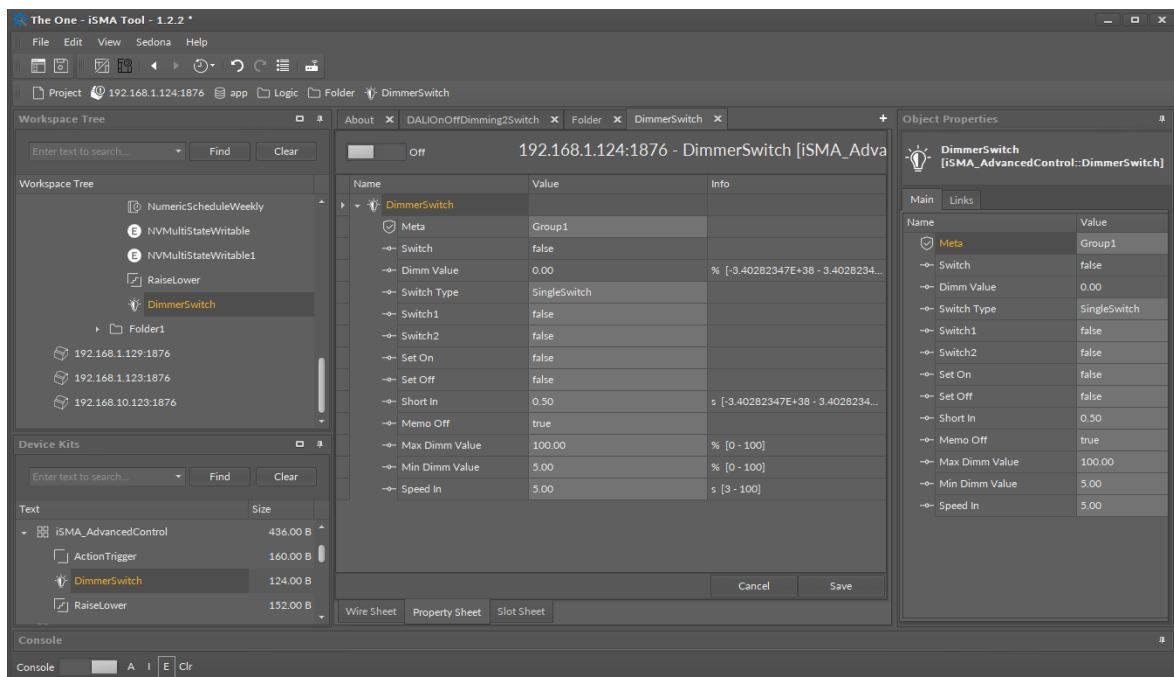 The One - iSMA Tool - 1.2.2 *
File Edit View Sedona Help
Project 192.168.1.124:1876 app Logic Folder DimmerSwitch
Workspace Tree
Enter text to search... Find Clear
Workspace Tree
NumericScheduleWeekly
E NVMultiStateWritable
E NVMultiStateWritable1
RaiseLower
DimmerSwitch
Folder1
192.168.1.129:1876
192.168.1.123:1876
192.168.10.123:1876
Device Kits
Enter text to search... Find Clear
Text Size
iSMA_AdvancedControl 436.00 B
ActionTrigger 160.00 B
DimmerSwitch 124.00 B
RaiseLower 152.00 B
About DALIOnOffDimming2Switch Folder DimmerSwitch
Off 192.168.1.124:1876 - DimmerSwitch [iSMA_Adva
Name Value Info
DimmerSwitch
Meta Group1
Switch false
Dimm Value 0.00 % [-3.40282347E+38 - 3.4028234...
Switch Type SingleSwitch
Switch1 false
Switch2 false
Set On false
Set Off false
Short In 0.50 s [-3.40282347E+38 - 3.4028234...
Memo Off true
Max Dimm Value 100.00 % [0 - 100]
Min Dimm Value 5.00 % [0 - 100]
Speed In 5.00 s [3 - 100]
Cancel Save
Wire Sheet Property Sheet Slot Sheet
Object Properties
DimmerSwitch
[iSMA_AdvancedControl::DimmerSwitch]
Main Links
Name Value
Meta Group1
Switch false
Dimm Value 0.00
Switch Type SingleSwitch
Switch1 false
Switch2 false
Set On false
Set Off false
Short In 0.50
Memo Off true
Max Dimm Value 100.00
Min Dimm Value 5.00
Speed In 5.00
Console
Console A I E Clr